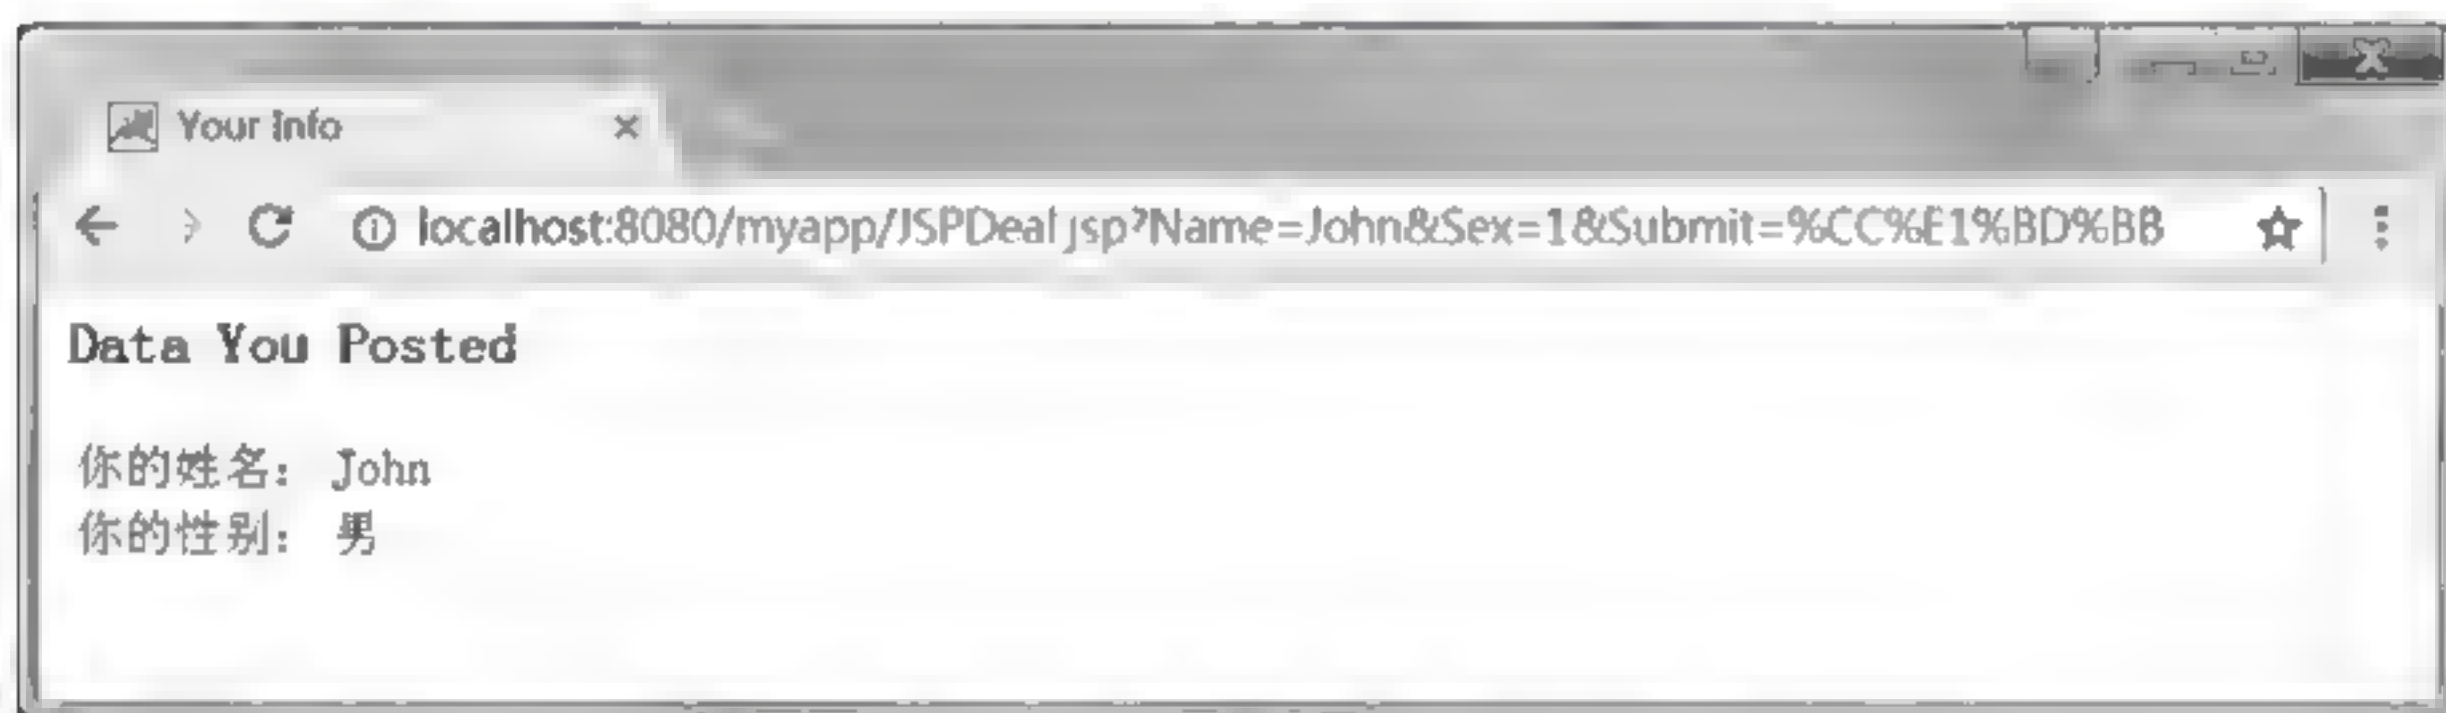 Your Info
localhost:8080/myapp/JSPDeal.jsp?Name=John&Sex=1&Submit=%CC%E1%BD%BB
Data You Posted
你的姓名: John
你的性别: 男